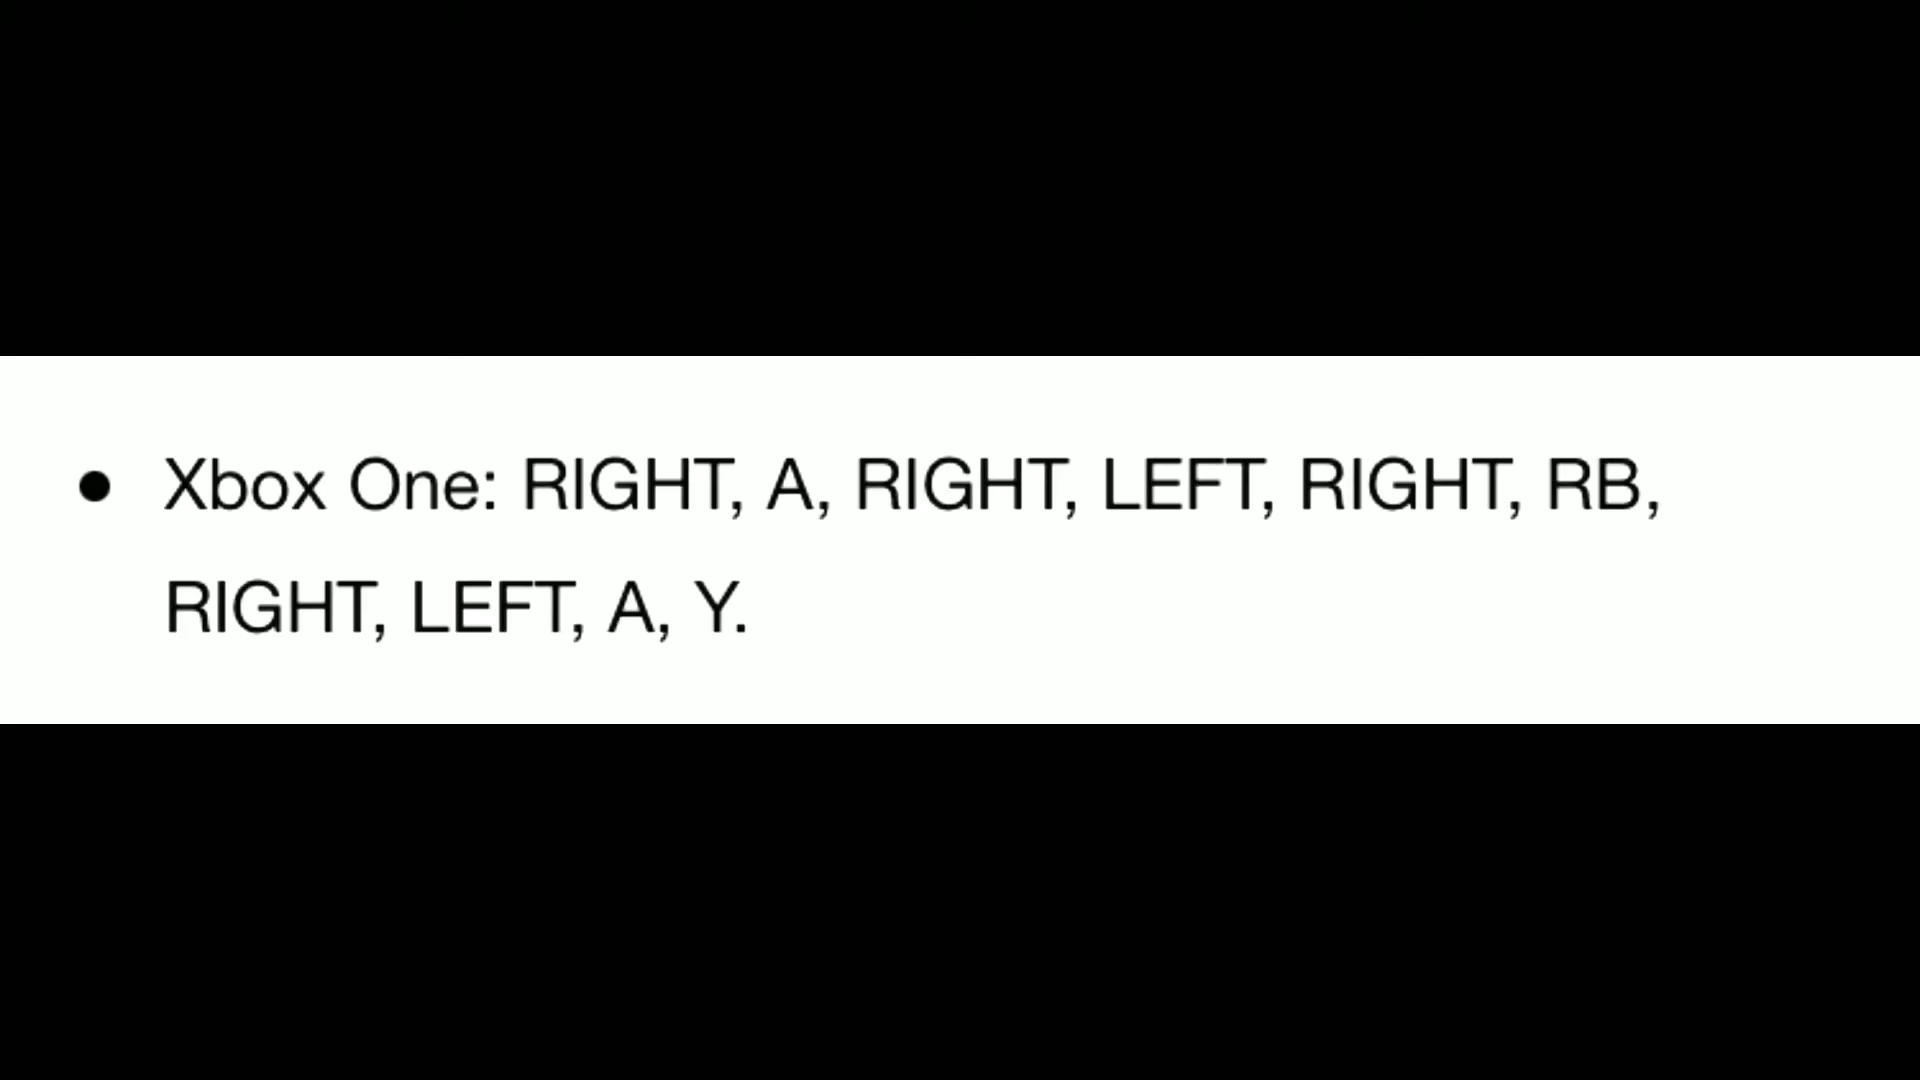 ● Xbox One: RIGHT, A, RIGHT, LEFT, RIGHT, RB,
RIGHT, LEFT, A, Y.